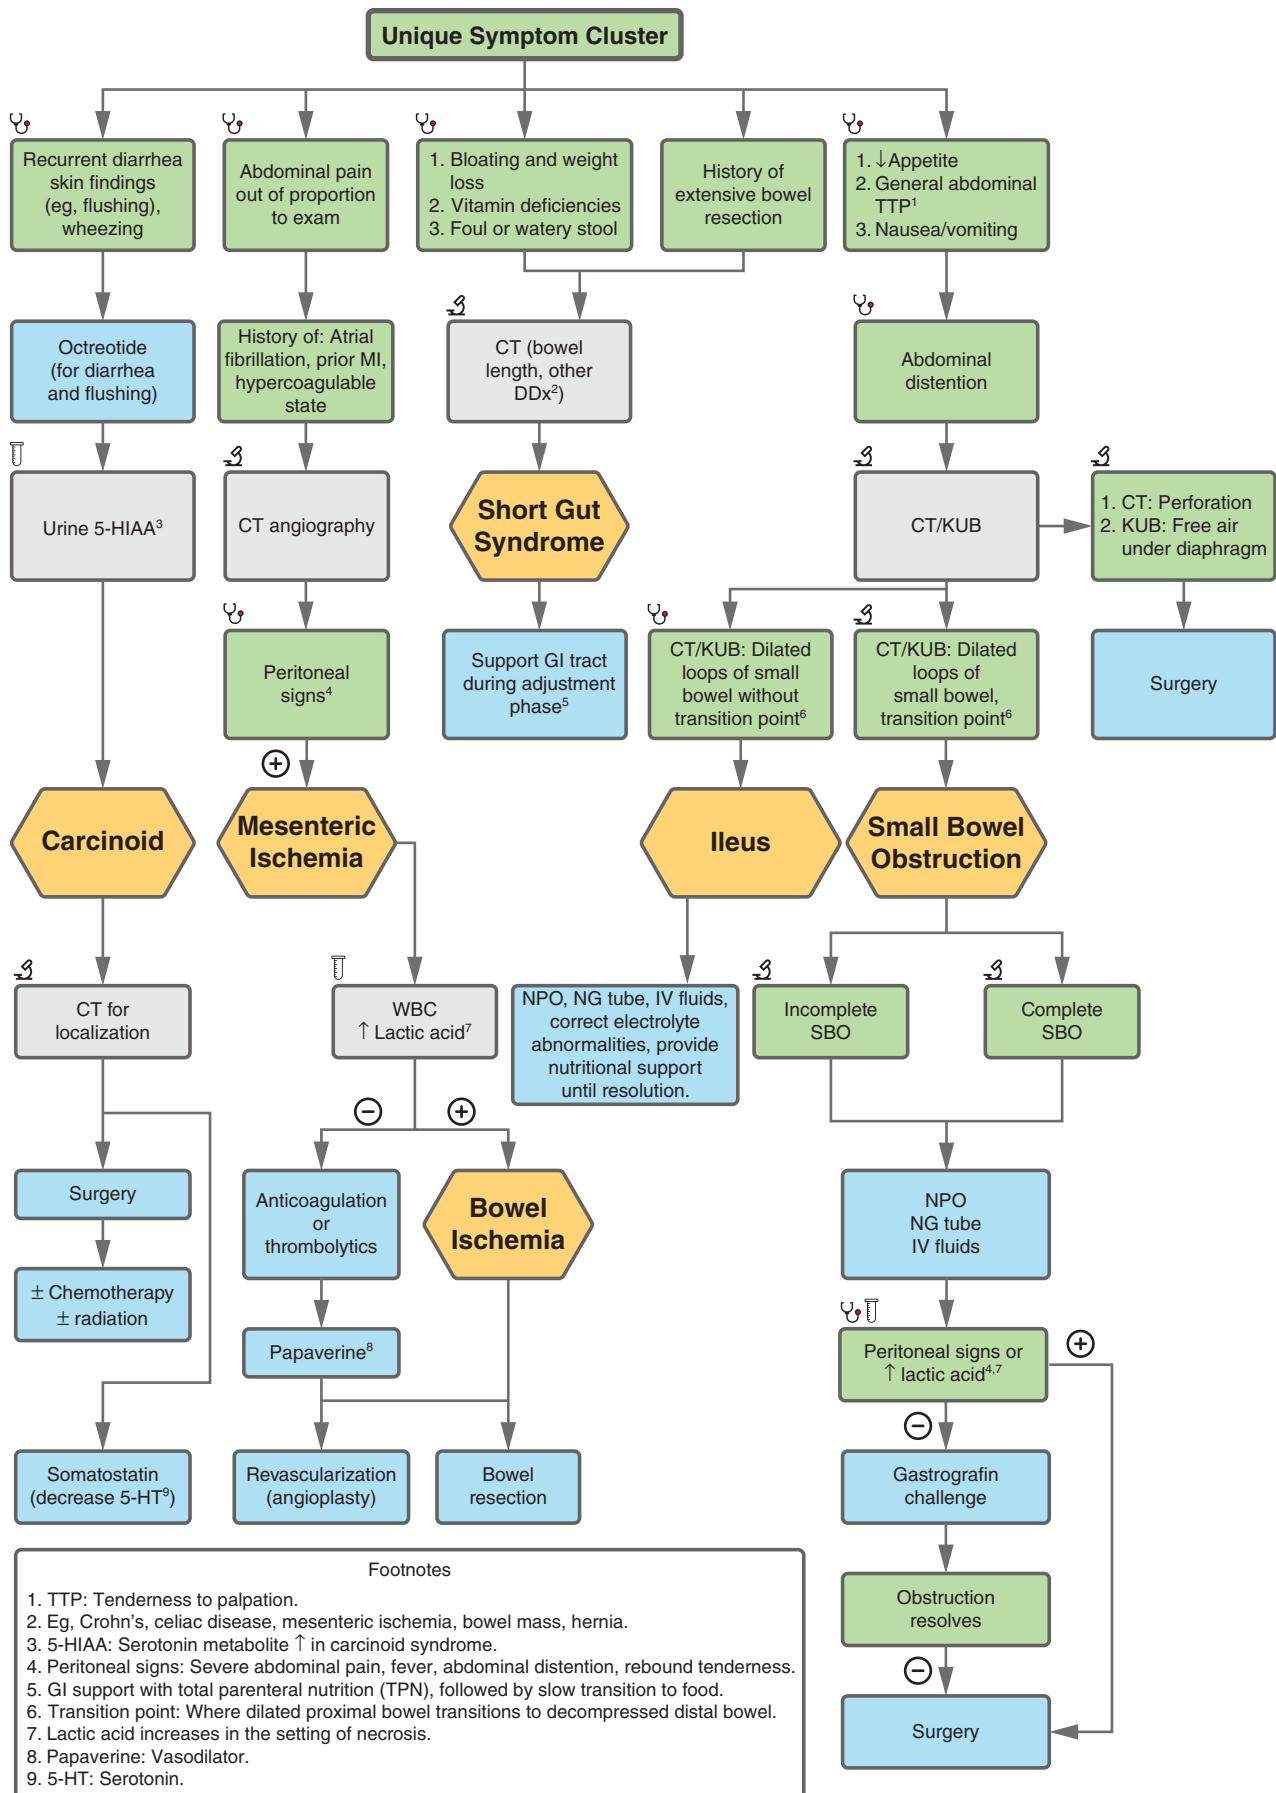 Unique Symptom Cluster
Recurrent diarrhea
skin findings
(eg, flushing),
wheezing
Abdominal pain
out of proportion
to exam
1. Bloating and weight
loss
2. Vitamin deficiencies
3. Foul or watery stool
History of
extensive bowel
resection
1. ↓Appetite
2. General abdominal
TTP¹
3. Nausea/vomiting
Octreotide
(for diarrhea
and flushing)
History of: Atrial
fibrillation, prior MI,
hypercoagulable
state
CT (bowel
length, other
DDx²)
Abdominal
distention
Urine 5-HIAA³
CT angiography
Short Gut
Syndrome
CT/KUB
1. CT: Perforation
2. KUB: Free air
under diaphragm
Peritoneal
signs⁴
Support GI tract
during adjustment
phase⁵
CT/KUB: Dilated
loops of small
bowel without
transition point⁶
CT/KUB: Dilated
loops of
small bowel,
transition point⁶
Surgery
+
Carcinoid
Mesenteric
Ischemia
Ileus
Small Bowel
Obstruction
CT for
localization
WBC
↑ Lactic acid⁷
NPO, NG tube, IV fluids,
correct electrolyte
abnormalities, provide
nutritional support
until resolution.
Incomplete
SBO
Complete
SBO
−
+
Surgery
Anticoagulation
or
thrombolytics
Bowel
Ischemia
NPO
NG tube
IV fluids
± Chemotherapy
± radiation
Papaverine⁸
Peritoneal signs or
↑ lactic acid⁴,⁷
+
−
Somatostatin
(decrease 5-HT⁹)
Revascularization
(angioplasty)
Bowel
resection
Gastrografin
challenge
Obstruction
resolves
−
Surgery
Footnotes
1. TTP: Tenderness to palpation.
2. Eg, Crohn's, celiac disease, mesenteric ischemia, bowel mass, hernia.
3. 5-HIAA: Serotonin metabolite ↑ in carcinoid syndrome.
4. Peritoneal signs: Severe abdominal pain, fever, abdominal distention, rebound tenderness.
5. GI support with total parenteral nutrition (TPN), followed by slow transition to food.
6. Transition point: Where dilated proximal bowel transitions to decompressed distal bowel.
7. Lactic acid increases in the setting of necrosis.
8. Papaverine: Vasodilator.
9. 5-HT: Serotonin.